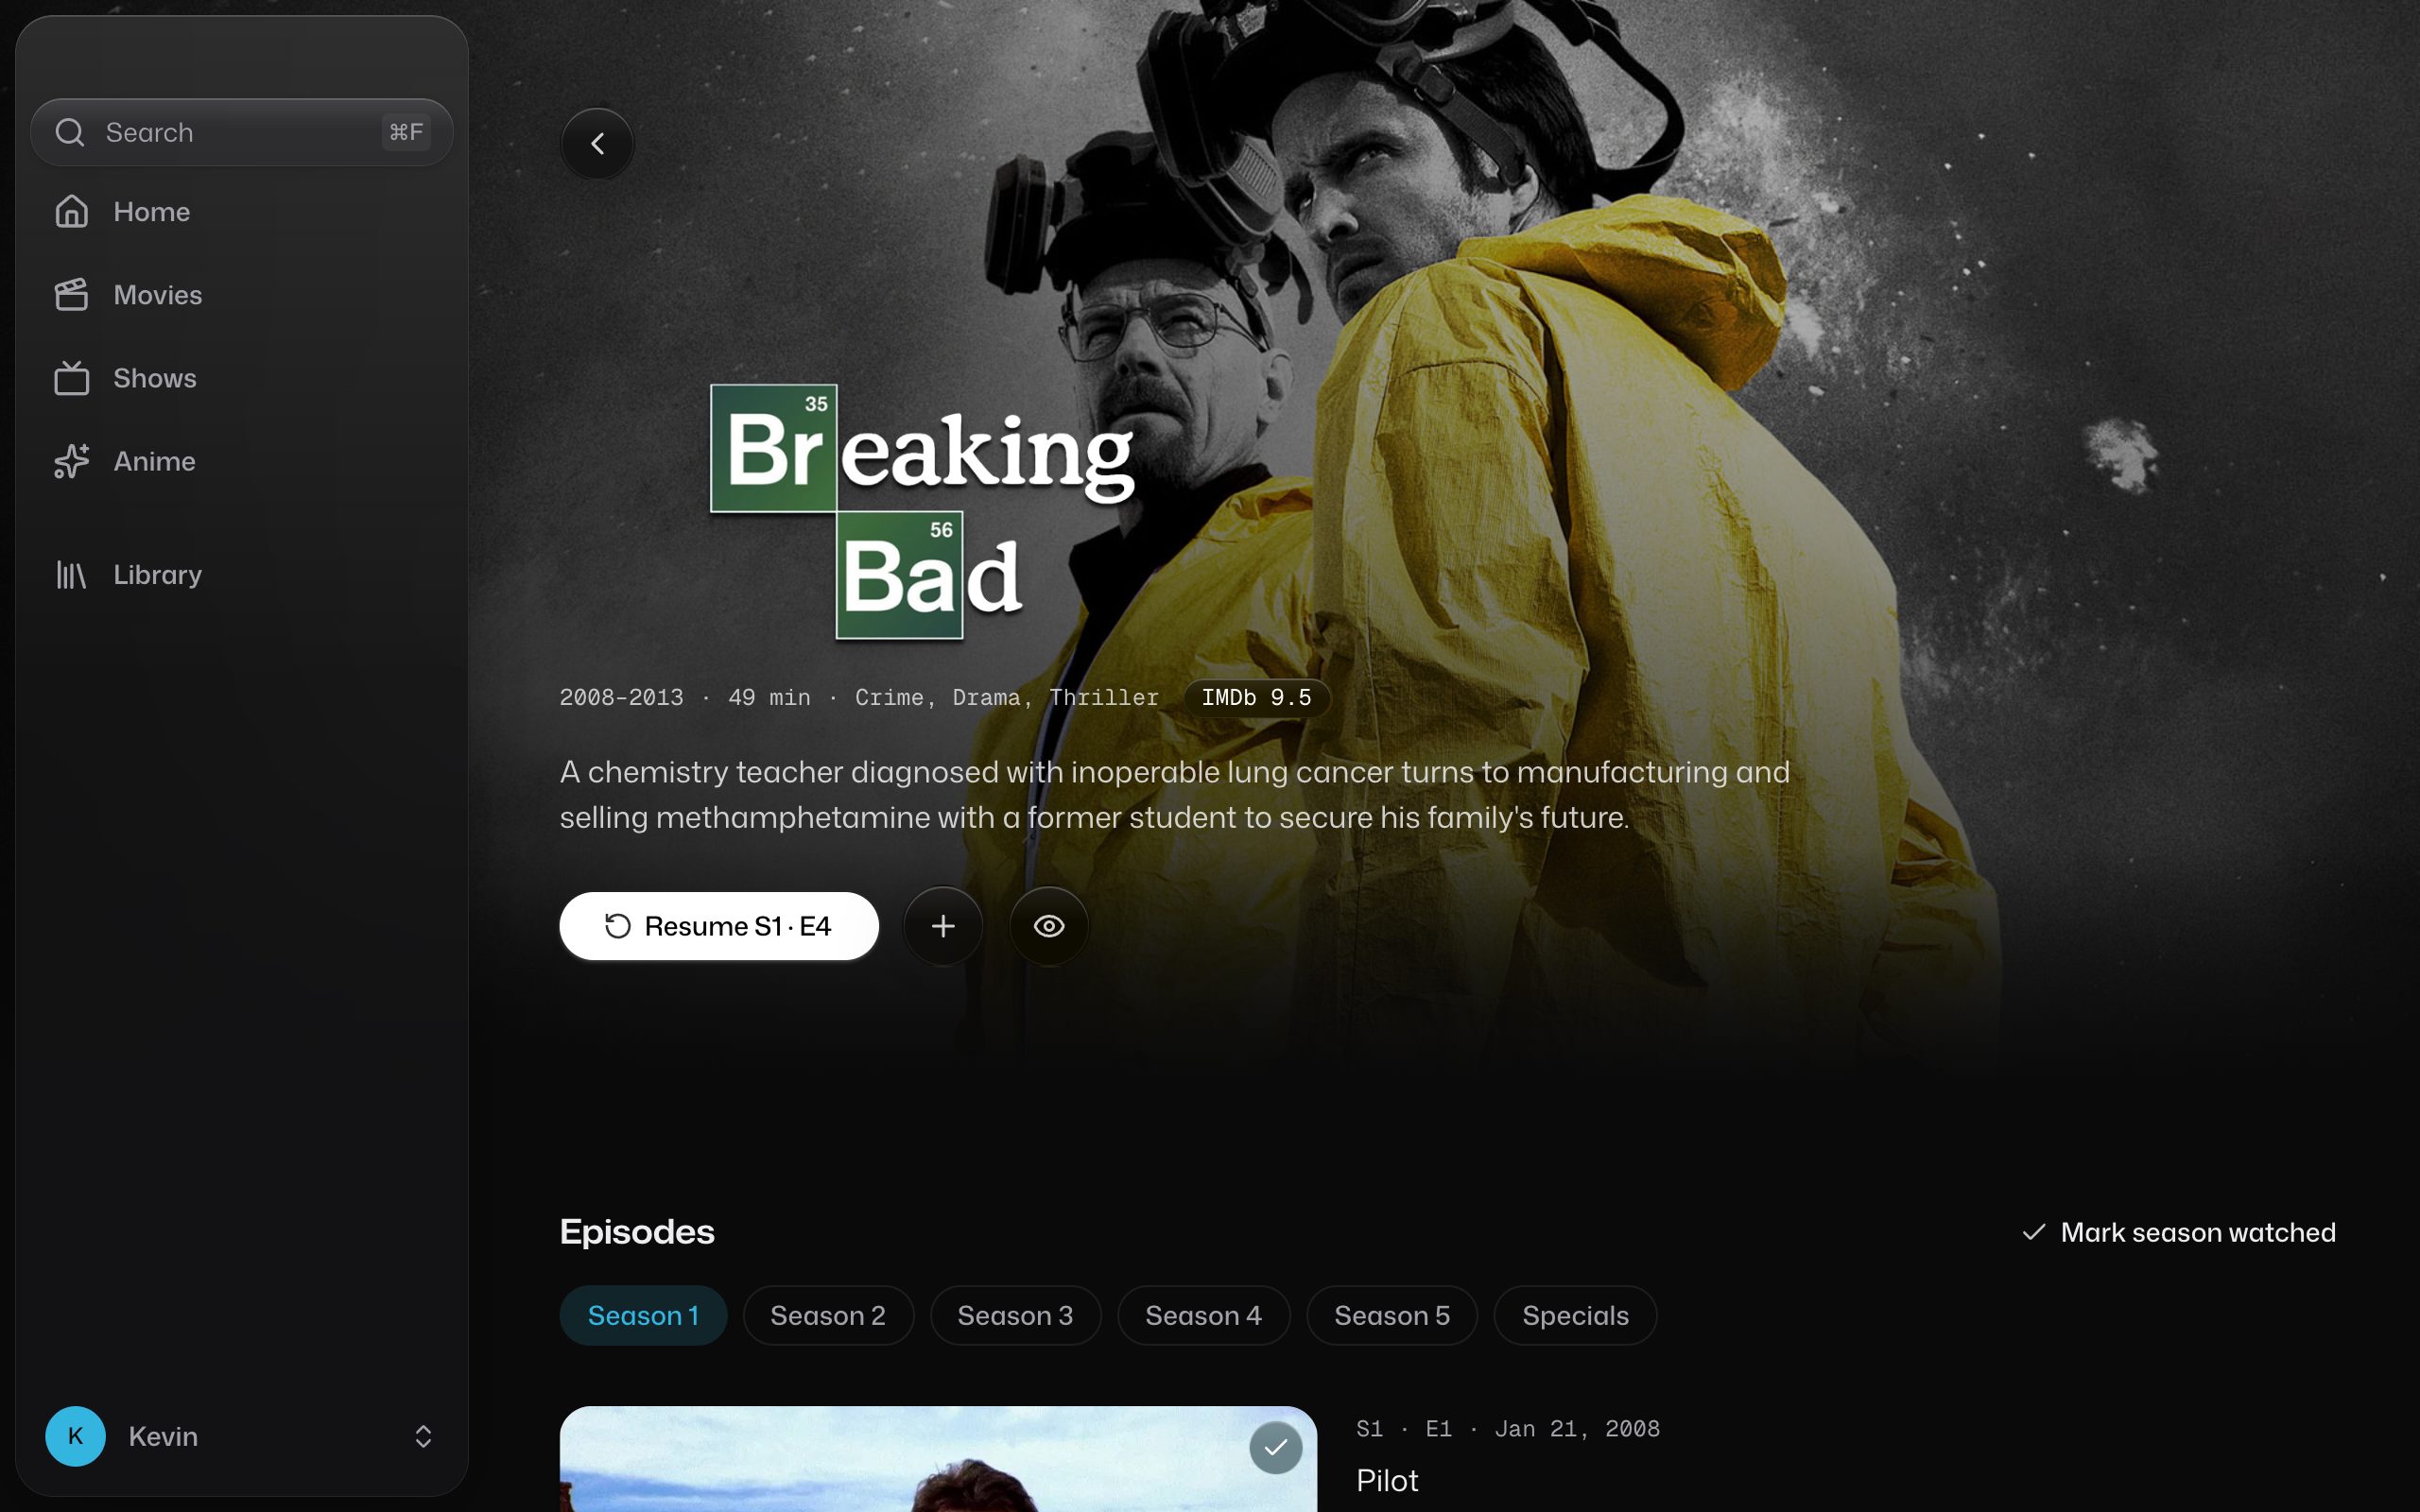 Search ⌘F
Home
Movies
Shows
Anime
Library
Kevin
K
35
Breaking
56
Bad
2008–2013 · 49 min · Crime, Drama, Thriller IMDb 9.5
A chemistry teacher diagnosed with inoperable lung cancer turns to manufacturing and
selling methamphetamine with a former student to secure his family's future.
Resume S1 · E4
Episodes
Mark season watched
Season 1 Season 2 Season 3 Season 4 Season 5 Specials
S1 · E1 · Jan 21, 2008
Pilot